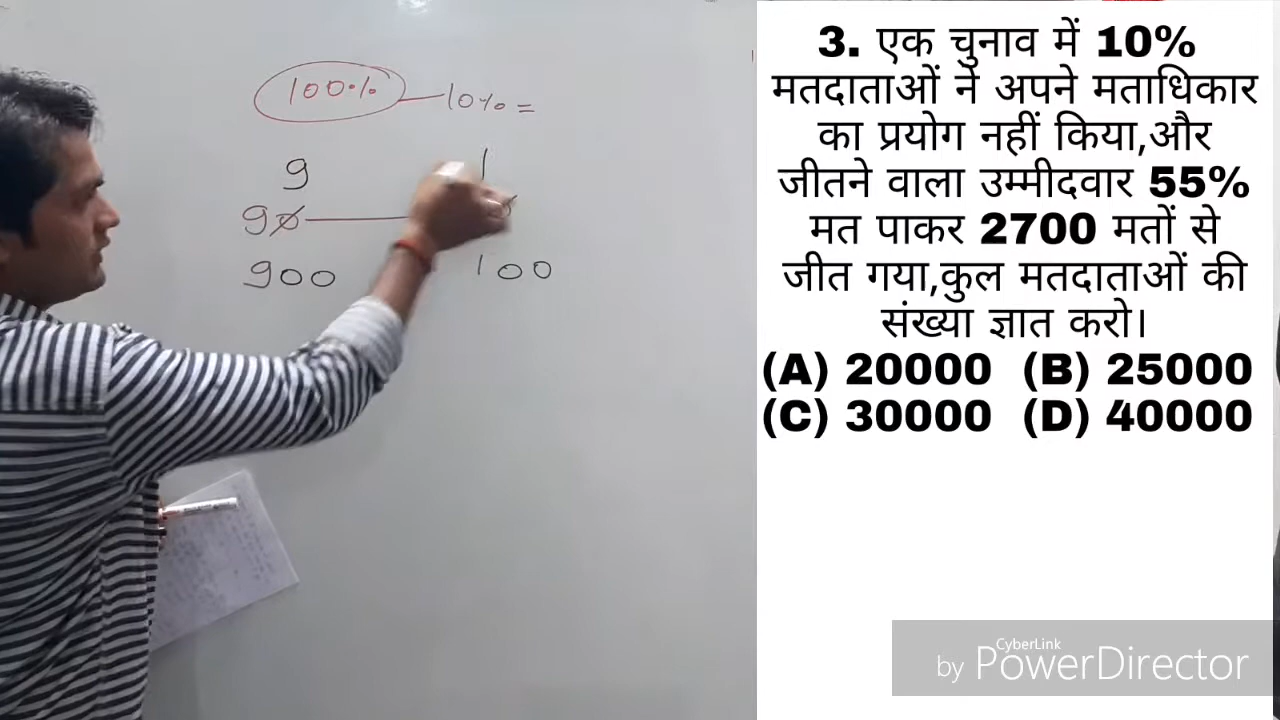 100%—10% =
9 1
90
900 100
3. एक चुनाव में 10%
मतदाताओं ने अपने मताधिकार
का प्रयोग नहीं किया,और
जीतने वाला उम्मीदवार 55%
मत पाकर 2700 मतों से
जीत गया,कुल मतदाताओं की
संख्या ज्ञात करो।
(A) 20000 (B) 25000
(C) 30000 (D) 40000
CyberLink
by PowerDirector